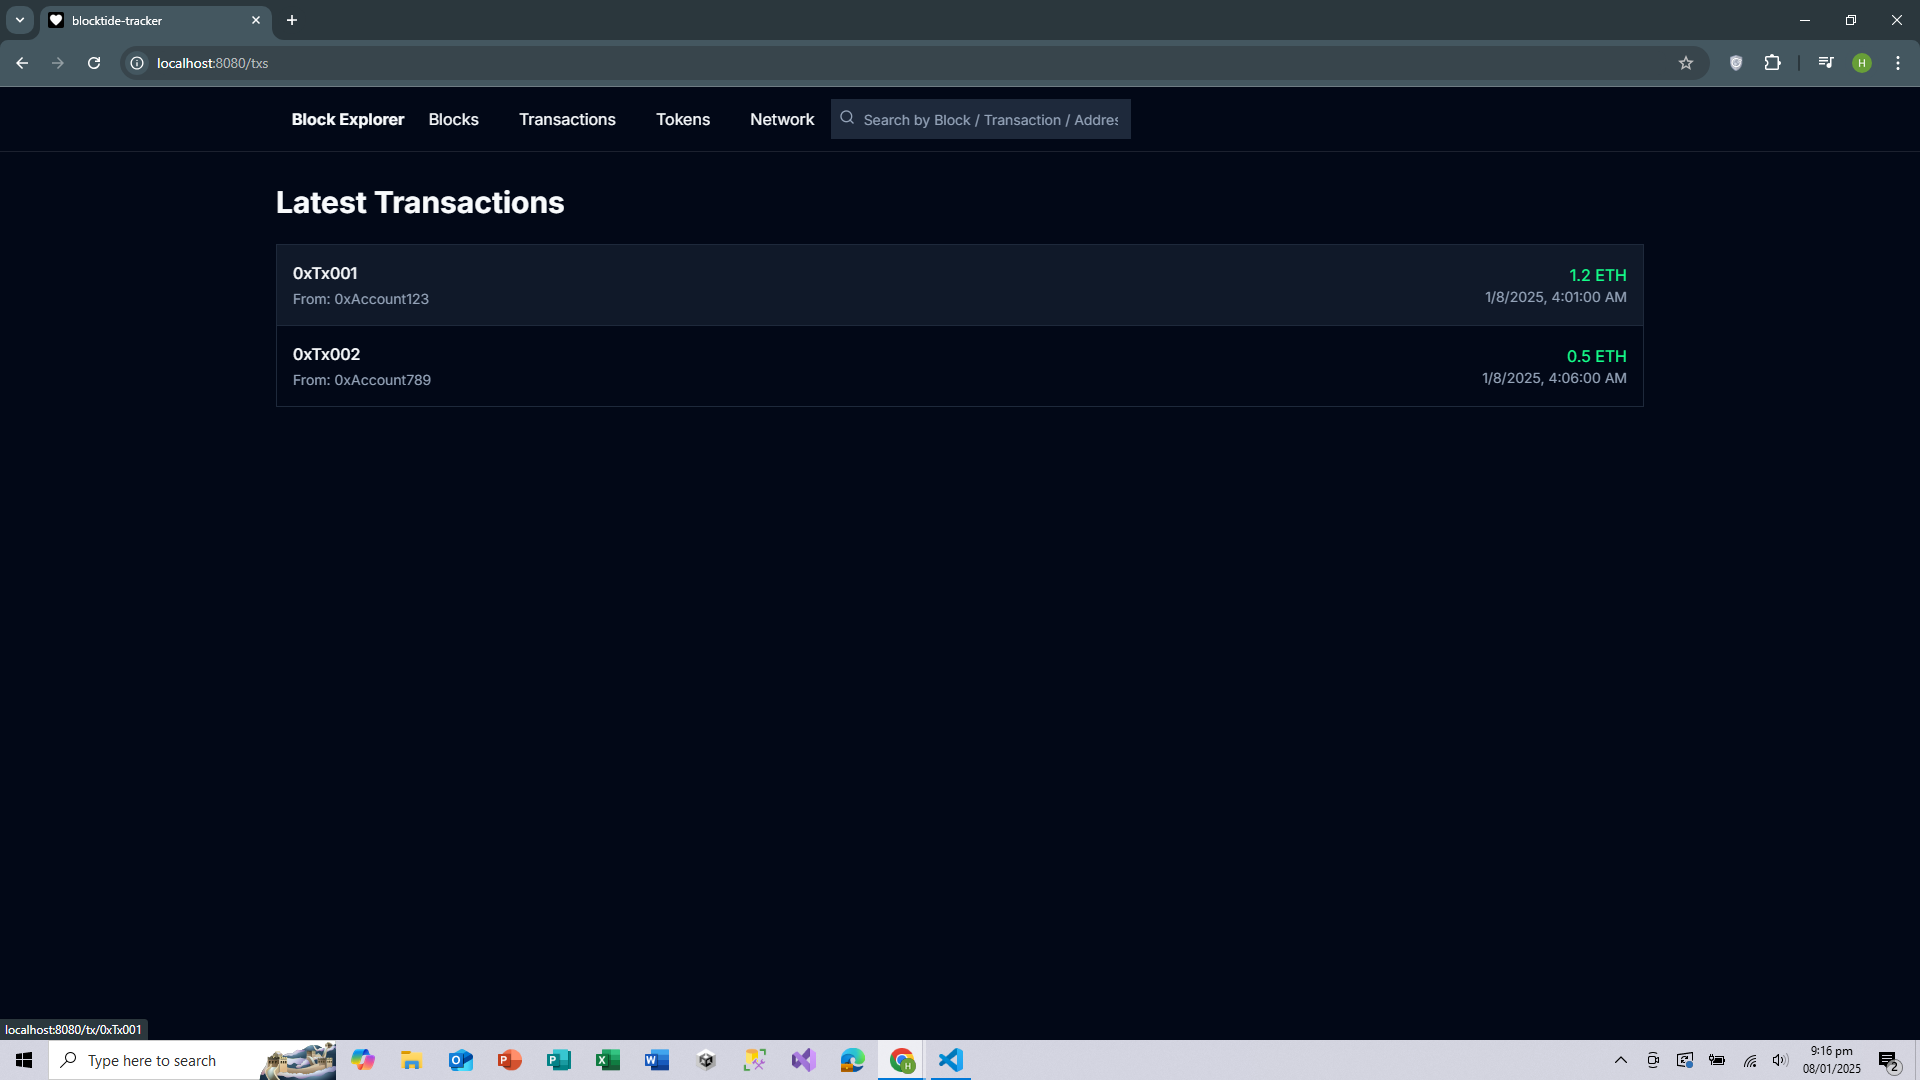 blocktide-tracker
localhost:8080/txs
H
Block Explorer Blocks Transactions Tokens Network Search by Block / Transaction / Addres
Latest Transactions
0xTx001
1.2 ETH
From: 0xAccount123
1/8/2025, 4:01:00 AM
0xTx002
0.5 ETH
From: 0xAccount789
1/8/2025, 4:06:00 AM
localhost:8080/tx/0xTx001
Type here to search
9:16 pm
08/01/2025
2